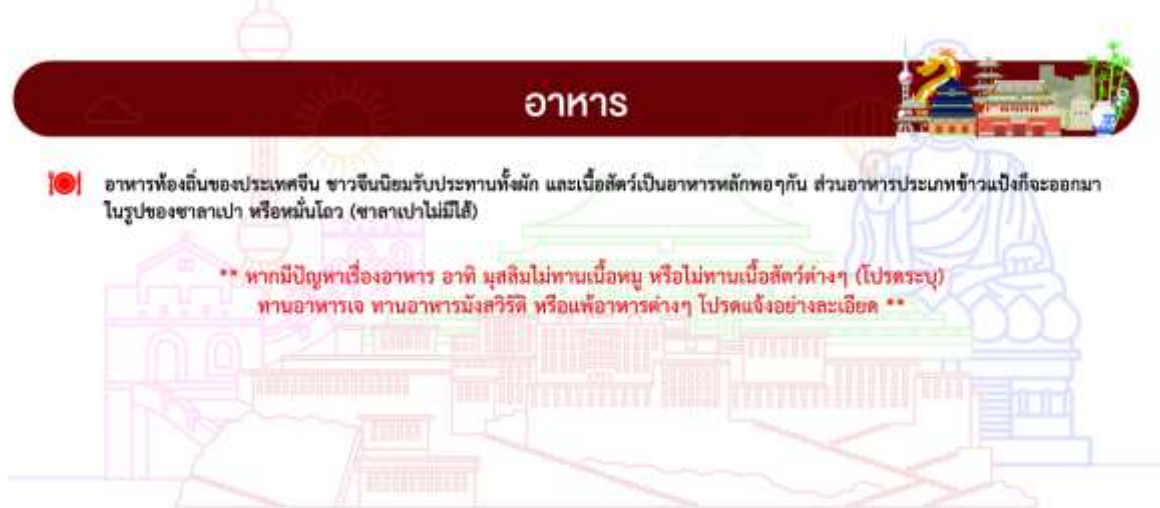 อาหาร
อาหารท้องถิ่นของประเทศจีน ชาวจีนนิยมรับประทานทั้งผัก และเนื้อสัตว์เป็นอาหารหลักพอๆกัน ส่วนอาหารประเภทข้าวแป้งก็จะออกมา
ในรูปของซาลาเปา หรือหมั่นโถว (ซาลาเปาไม่มีไส้)
** หากมีปัญหาเรื่องอาหาร อาทิ มุสลิมไม่ทานเนื้อหมู หรือไม่ทานเนื้อสัตว์ต่างๆ (โปรดระบุ)
ทานอาหารเจ ทานอาหารมังสวิรัติ หรือแพ้อาหารต่างๆ โปรดแจ้งอย่างละเอียด **